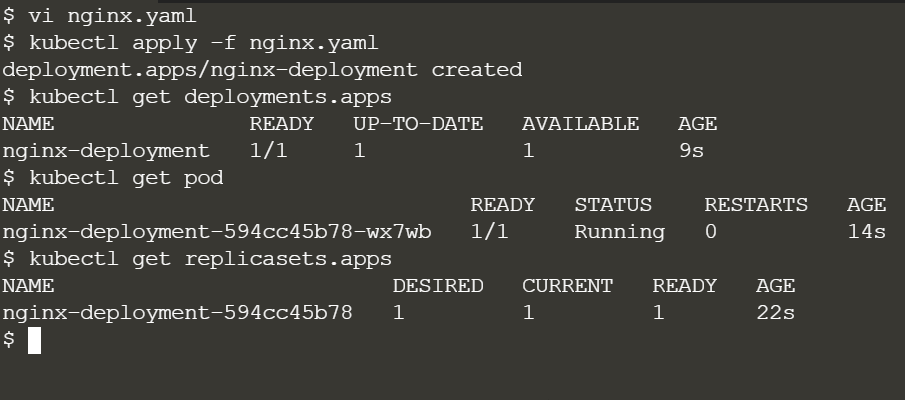 $ vi nginx.yaml
$ kubectl apply -f nginx.yaml
deployment.apps/nginx-deployment created
$ kubectl get deployments.apps
NAME               READY   UP-TO-DATE   AVAILABLE   AGE
nginx-deployment   1/1     1            1           9s
$ kubectl get pod
NAME                                READY   STATUS    RESTARTS   AGE
nginx-deployment-594cc45b78-wx7wb   1/1     Running   0          14s
$ kubectl get replicasets.apps
NAME                          DESIRED   CURRENT   READY   AGE
nginx-deployment-594cc45b78   1         1         1       22s
$